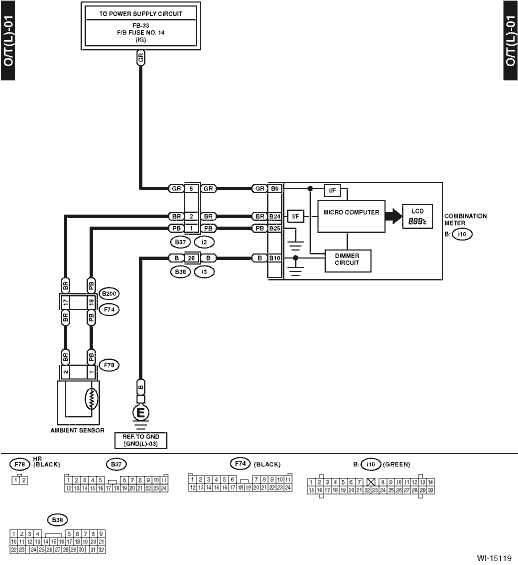 O/T(L)-01
O/T(L)-01
TO POWER SUPPLY CIRCUIT
FB-33
F/B FUSE NO. 14
(IG)
GR
GR 5 GR GR B6
BR 2 BR BR B24
PB 1 PB PB B25
B37 i2
B 28 B B B10
B38 i3
I/F
I/F
MICRO COMPUTER
LCD
DIMMER
CIRCUIT
COMBINATION
METER
B: i10
BR PB
17 18
B200
F74
BR PB
BR PB
2 1
F78
AMBIENT SENSOR
B
E
REF. TO GND
[GND(L)-03]
F78 HR
(BLACK)
1 2
B37
1 2 3 4 5 6 7 8 9 10 11
12 13 14 15 16 17 18 19 20 21 22 23 24
F74 (BLACK)
1 2 3 4 5 6 7 8 9 10 11
12 13 14 15 16 17 18 19 20 21 22 23 24
B: i10 (GREEN)
1 2 3 4 5 6 7 8 9 10 11 12 13 14
15 16 17 18 19 20 21 22 23 24 25 26 27 28 29 30
B38
1 2 3 4 5 6 7 8 9
10 11 12 13 14 15 16 17 18 19 20 21
22 23 24 25 26 27 28 29 30 31 32
WI-15119